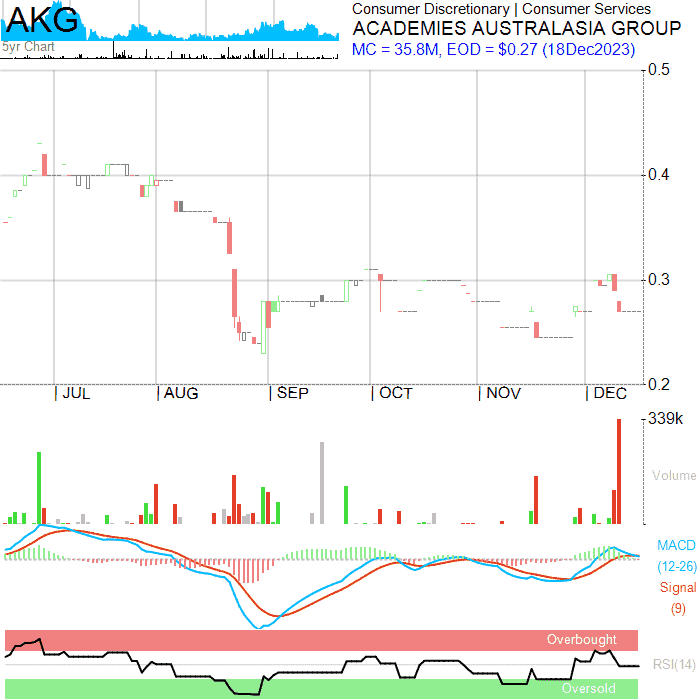 AKG
5yr Chart
Consumer Discretionary | Consumer Services
ACADEMIES AUSTRALASIA GROUP
MC = 35.8M, EOD = $0.27 (18Dec2023)
0.5
0.4
0.3
0.2
JUL AUG SEP OCT NOV DEC
339k
Volume
MACD
(12-26)
Signal
(9)
Overbought
RSI(14)
Oversold